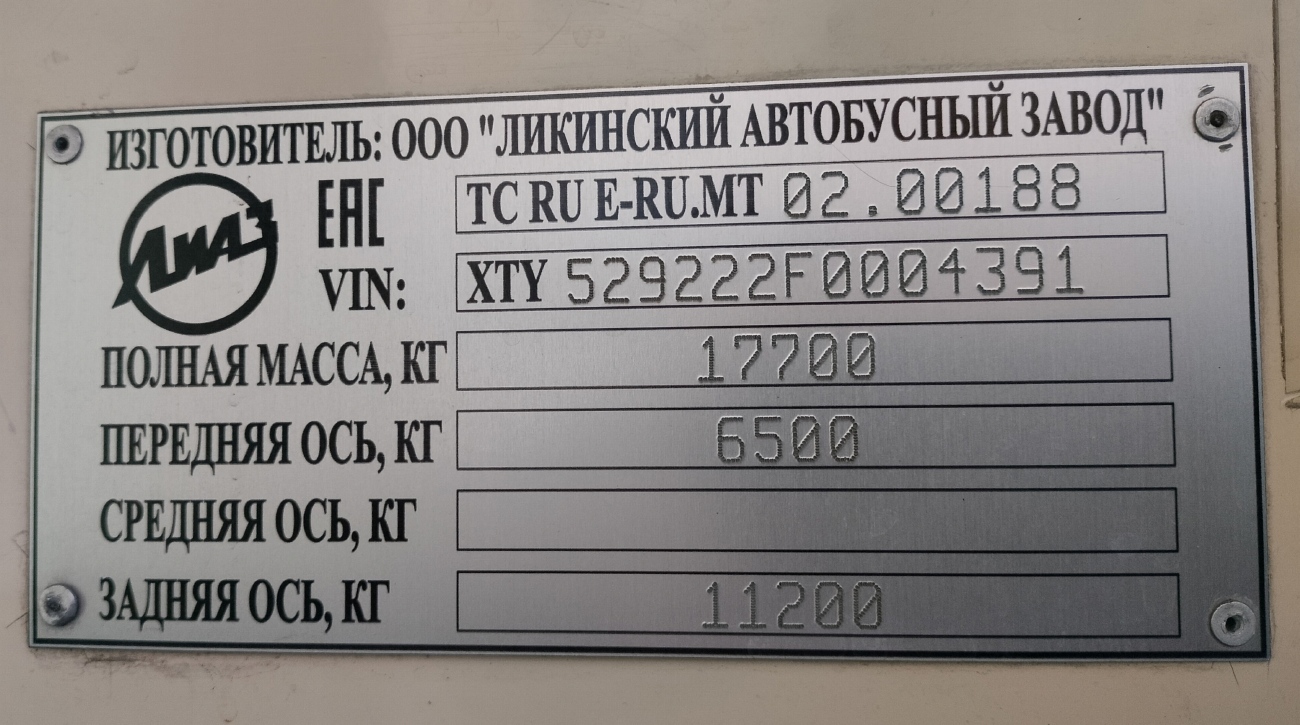 ИЗГОТОВИТЕЛЬ: ООО "ЛИКИНСКИЙ АВТОБУСНЫЙ ЗАВОД"
ЛиАЗ
ЕАС TC RU E-RU.MT 02.00188
VIN: XTY 529222F0004391
ПОЛНАЯ МАССА, КГ 17700
ПЕРЕДНЯЯ ОСЬ, КГ 6500
СРЕДНЯЯ ОСЬ, КГ
ЗАДНЯЯ ОСЬ, КГ 11200